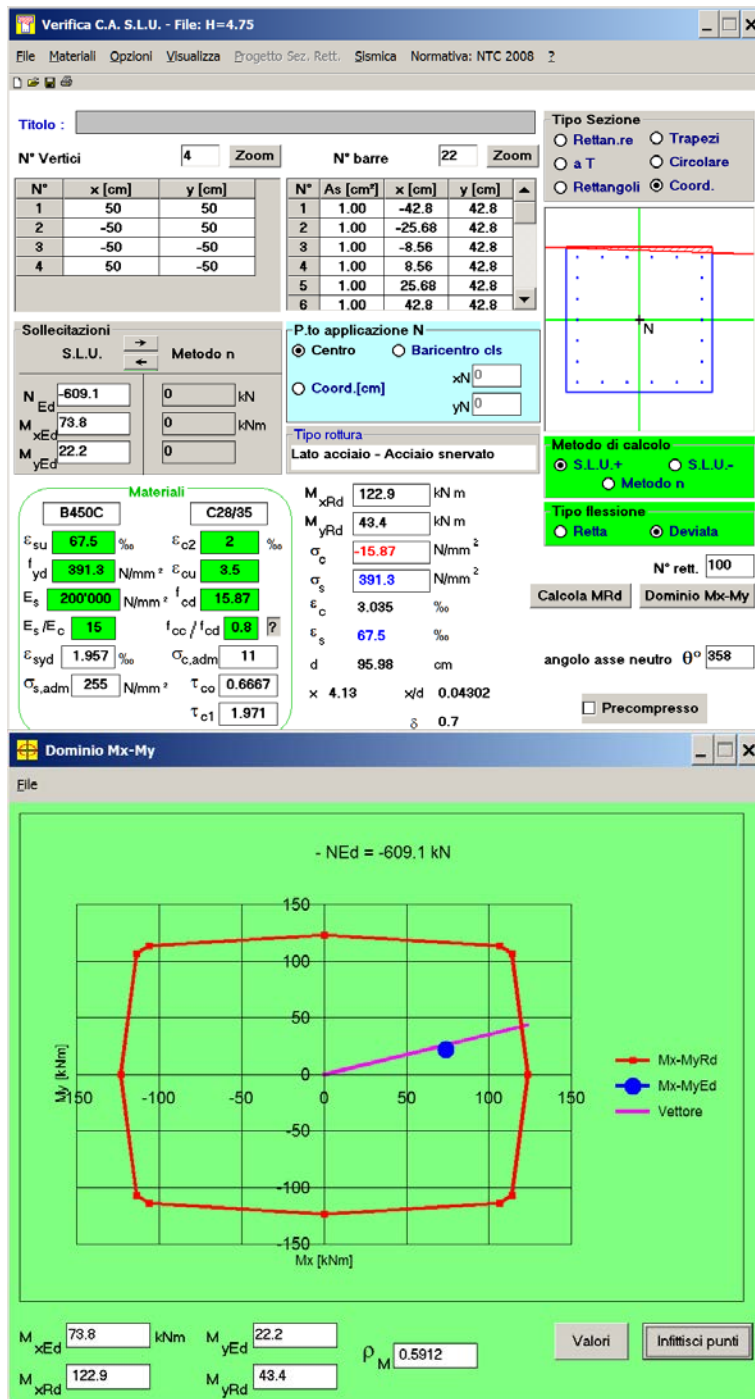 Verifica C.A. S.L.U. - File: H=4.75
File Materiali Opzioni Visualizza Progetto Sez. Rett. Sismica Normativa: NTC 2008 ?
Titolo :
N° Vertici 4 Zoom N° barre 22 Zoom
N° x [cm] y [cm]
1 50 50
2 -50 50
3 -50 -50
4 50 -50
N° As [cm²] x [cm] y [cm]
1 1.00 -42.8 42.8
2 1.00 -25.68 42.8
3 1.00 -8.56 42.8
4 1.00 8.56 42.8
5 1.00 25.68 42.8
6 1.00 42.8 42.8
Tipo Sezione
Rettan.re Trapezi
a T Circolare
Rettangoli Coord.
N
Sollecitazioni
S.L.U. Metodo n
N Ed -609.1 0 kN
M xEd 73.8 0 kNm
M yEd 22.2 0
P.to applicazione N
Centro Baricentro cls
Coord.[cm] xN 0
yN 0
Tipo rottura
Lato acciaio - Acciaio snervato
Metodo di calcolo
S.L.U.+ S.L.U.-
Metodo n
Tipo flessione
Retta Deviata
Materiali
B450C C28/35
εsu 67.5 ‰ εc2 2 ‰
fyd 391.3 N/mm² εcu 3.5
Es 200'000 N/mm² fcd 15.87
Es/Ec 15 fcc/fcd 0.8 ?
εsyd 1.957 ‰ σc,adm 11
σs,adm 255 N/mm² τco 0.6667
τc1 1.971
M xRd 122.9 kN m
M yRd 43.4 kN m
σc -15.87 N/mm²
σs 391.3 N/mm²
εc 3.035 ‰
εs 67.5 ‰
d 95.98 cm
x 4.13 x/d 0.04302
δ 0.7
N° rett. 100
Calcola MRd Dominio Mx-My
angolo asse neutro θ° 358
Precompresso
Dominio Mx-My
File
- NEd = -609.1 kN
150
100
50
0
-50
-100
-150
My [kNm]
-150 -100 -50 0 50 100 150
Mx [kNm]
Mx-MyRd
Mx-MyEd
Vettore
M xEd 73.8 kNm M yEd 22.2
M xRd 122.9 M yRd 43.4
ρM 0.5912
Valori Infittisci punti